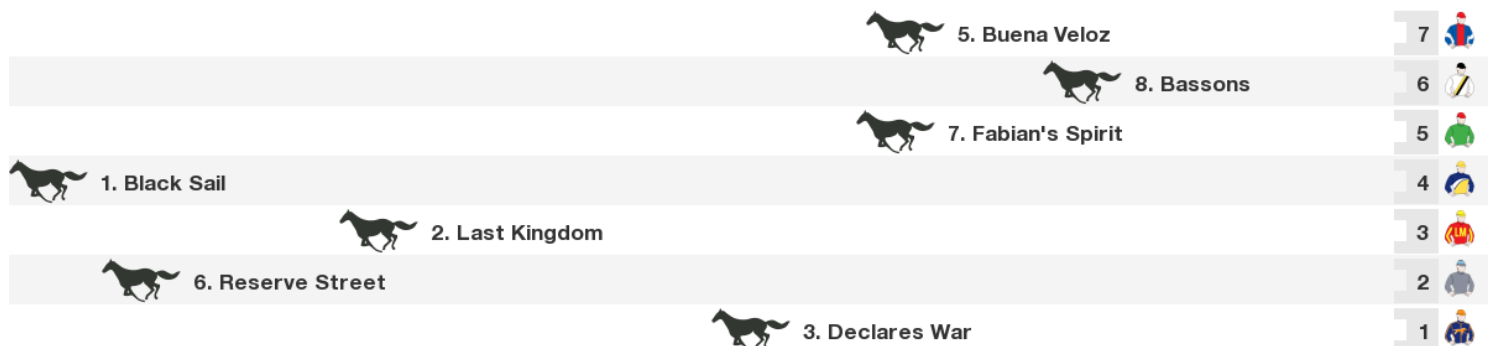 5. Buena Veloz 7
8. Bassons 6
7. Fabian's Spirit 5
1. Black Sail 4
2. Last Kingdom 3
LM
6. Reserve Street 2
3. Declares War 1